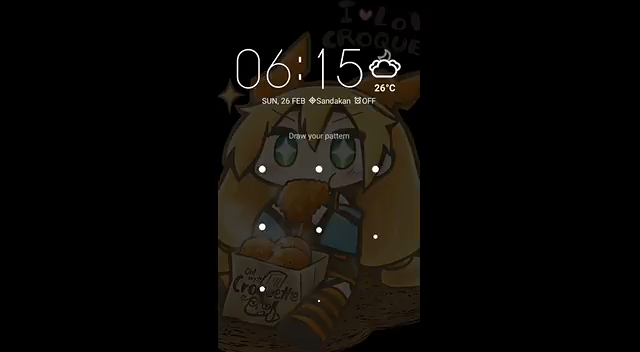 I ♥ LO
CROQUE
06:15
26°C
SUN, 26 FEB Sandakan OFF
Draw your pattern
Croquette